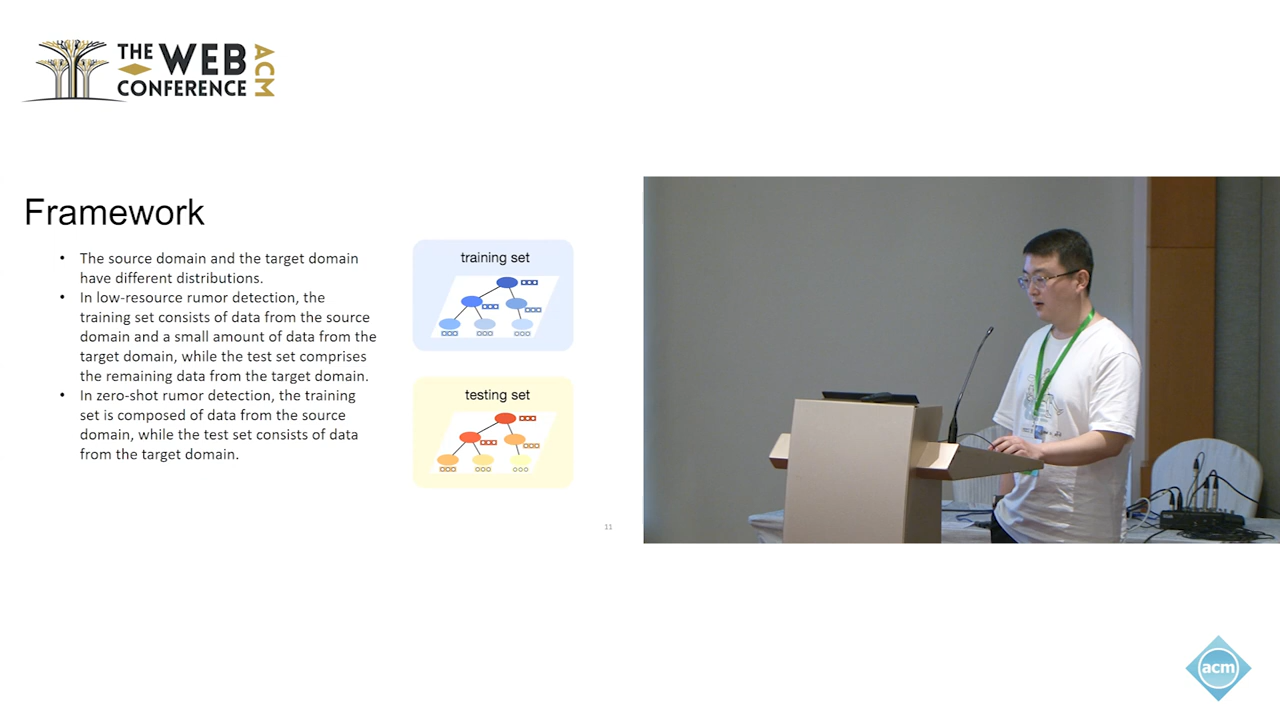 THE WEB
CONFERENCE
ACM
Framework
• The source domain and the target domain
have different distributions.
• In low-resource rumor detection, the
training set consists of data from the source
domain and a small amount of data from the
target domain, while the test set comprises
the remaining data from the target domain.
• In zero-shot rumor detection, the training
set is composed of data from the source
domain, while the test set consists of data
from the target domain.
training set
testing set
11
acm